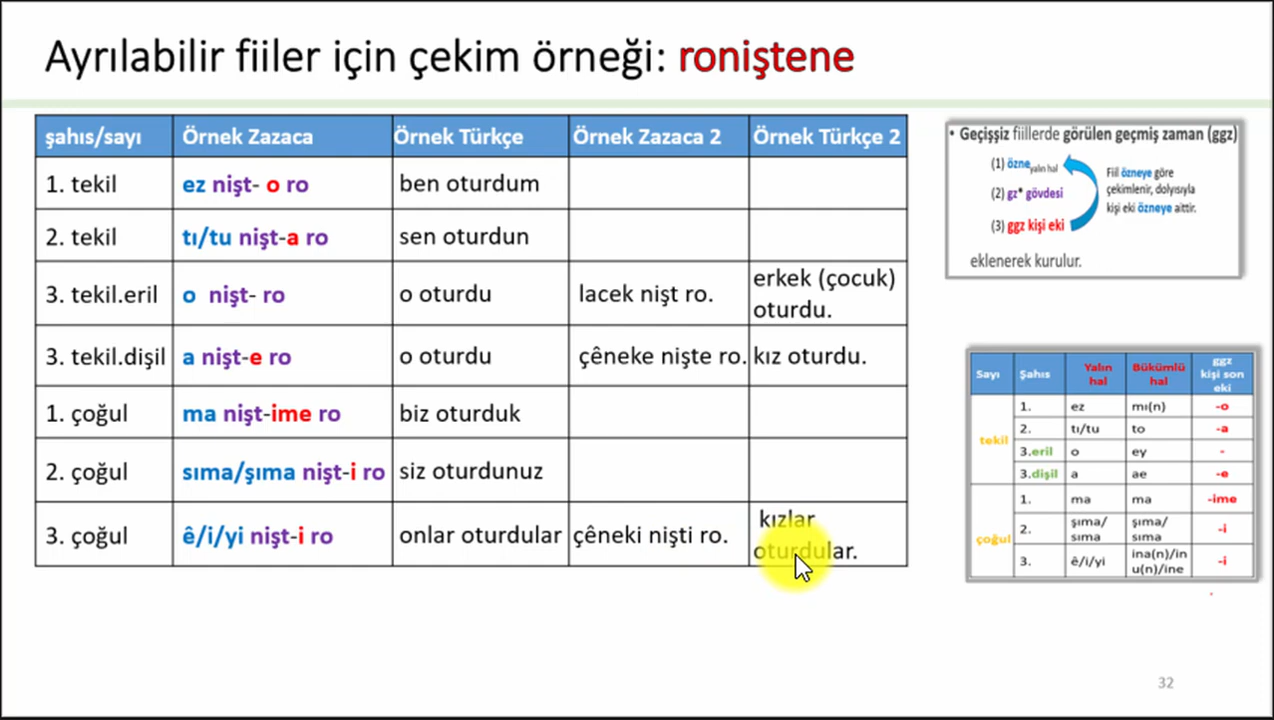 Ayrılabilir fiiler için çekim örneği: roniştene
şahıs/sayı Örnek Zazaca Örnek Türkçe Örnek Zazaca 2 Örnek Türkçe 2
1. tekil ez nişt- o ro ben oturdum
2. tekil tı/tu nişt-a ro sen oturdun
3. tekil.eril o nişt- ro o oturdu lacek nişt ro. erkek (çocuk)
oturdu.
3. tekil.dişil a nişt-e ro o oturdu çêneke nişte ro. kız oturdu.
1. çoğul ma nişt-ime ro biz oturduk
2. çoğul sıma/şıma nişt-i ro siz oturdunuz
3. çoğul ê/i/yi nişt-i ro onlar oturdular çêneki nişti ro. kızlar
oturdular.
• Geçişsiz fiillerde görülen geçmiş zaman (ggz)
(1) özne yalın hal
(2) gz* gövdesi
(3) ggz kişi eki
Fiil özneye göre
çekimlenir, dolyısıyla
kişi eki özneye aittir.
eklenerek kurulur.
Sayı Şahıs Yalın hal Bükümlü hal ggz kişi son eki
tekil 1. ez mı(n) -o
2. tı/tu to -a
3.eril o ey -
3.dişil a ae -e
çoğul 1. ma ma -ime
2. şıma/ sıma şıma/ sıma -i
3. ê/i/yi ina(n)/in u(n)/ine -i
32